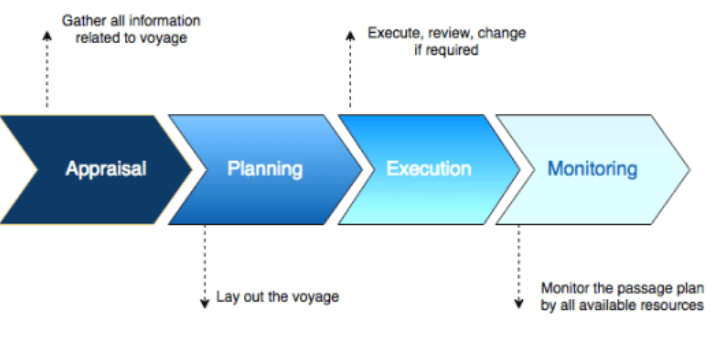 Gather all information
related to voyage
Execute, review, change
if required
Appraisal
Planning
Execution
Monitoring
Lay out the voyage
Monitor the passage plan
by all available resources